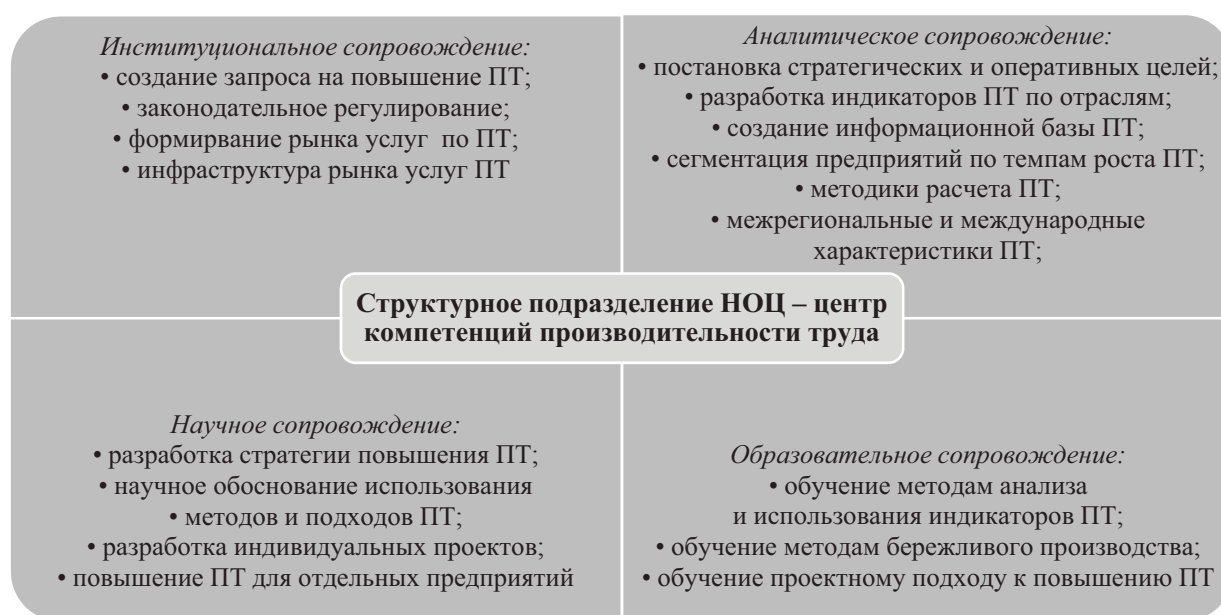 Институциональное сопровождение:
• создание запроса на повышение ПТ;
• законодательное регулирование;
• формирвание рынка услуг по ПТ;
• инфраструктура рынка услуг ПТ
Аналитическое сопровождение:
• постановка стратегических и оперативных целей;
• разработка индикаторов ПТ по отраслям;
• создание информационной базы ПТ;
• сегментация предприятий по темпам роста ПТ;
• методики расчета ПТ;
• межрегиональные и международные
характеристики ПТ;
Структурное подразделение НОЦ – центр
компетенций производительности труда
Научное сопровождение:
• разработка стратегии повышения ПТ;
• научное обоснование использования
• методов и подходов ПТ;
• разработка индивидуальных проектов;
• повышение ПТ для отдельных предприятий
Образовательное сопровождение:
• обучение методам анализа
и использования индикаторов ПТ;
• обучение методам бережливого производства;
• обучение проектному подходу к повышению ПТ